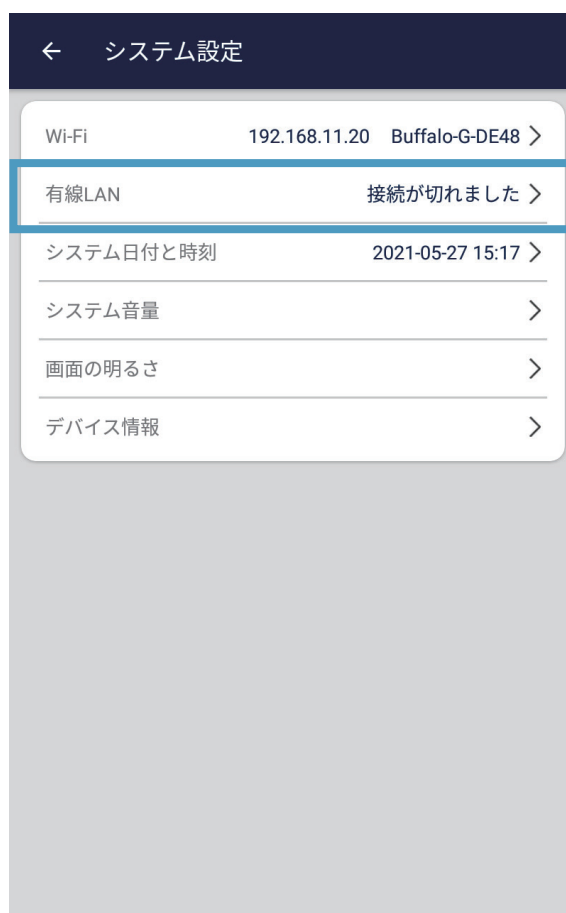 ← システム設定
Wi-Fi 192.168.11.20 Buffalo-G-DE48 >
有線LAN 接続が切れました >
システム日付と時刻 2021-05-27 15:17 >
システム音量 >
画面の明るさ >
デバイス情報 >